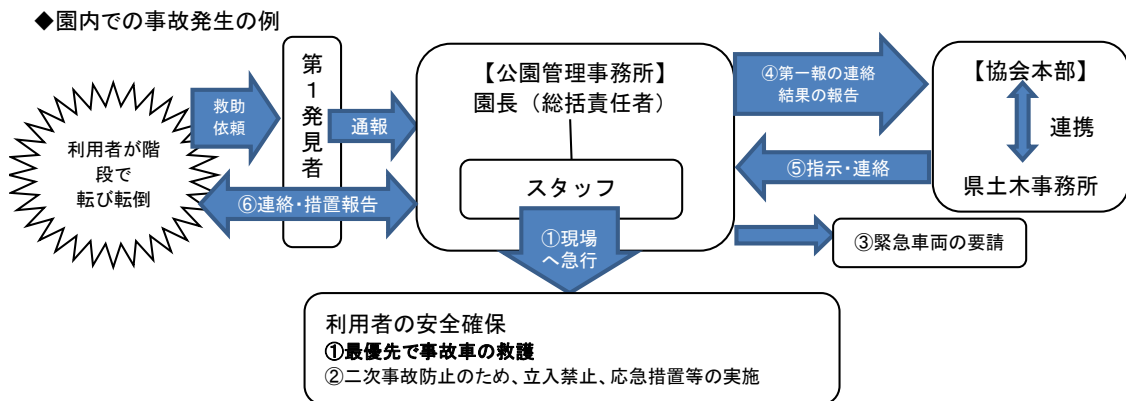 ◆園内での事故発生の例
利用者が階
段で
転び転倒
救助
依頼
第1発見者
通報
⑥連絡・措置報告
【公園管理事務所】
園長（総括責任者）
スタッフ
①現場
へ急行
④第一報の連絡
結果の報告
⑤指示・連絡
【協会本部】
連携
県土木事務所
③緊急車両の要請
利用者の安全確保
①最優先で事故車の救護
②二次事故防止のため、立入禁止、応急措置等の実施